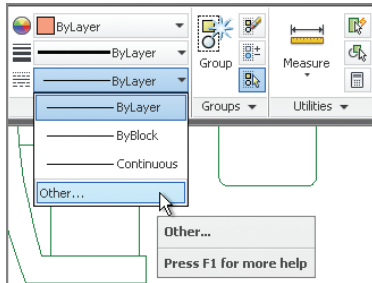 ByLayer
ByLayer
ByLayer
Group
Measure
Groups
Utilities
ByLayer
ByBlock
Continuous
Other...
Other...
Press F1 for more help